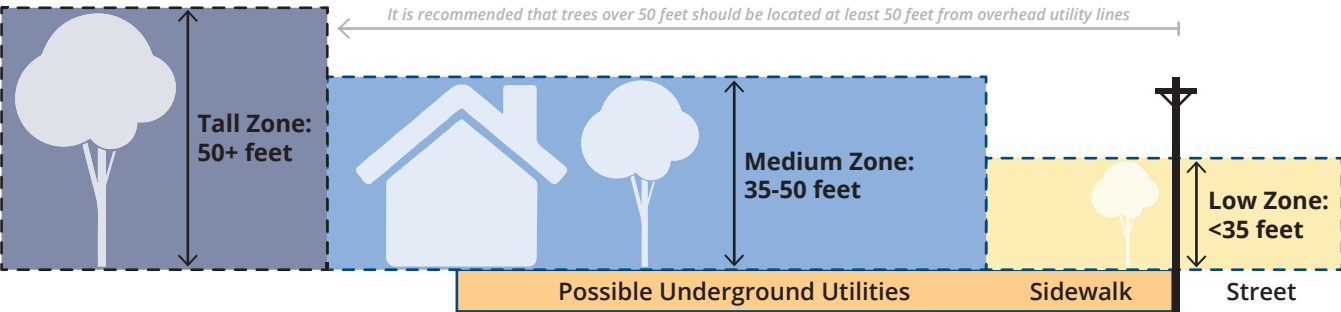 It is recommended that trees over 50 feet should be located at least 50 feet from overhead utility lines
Tall Zone:
50+ feet
Medium Zone:
35-50 feet
Low Zone:
<35 feet
Possible Underground Utilities
Sidewalk
Street